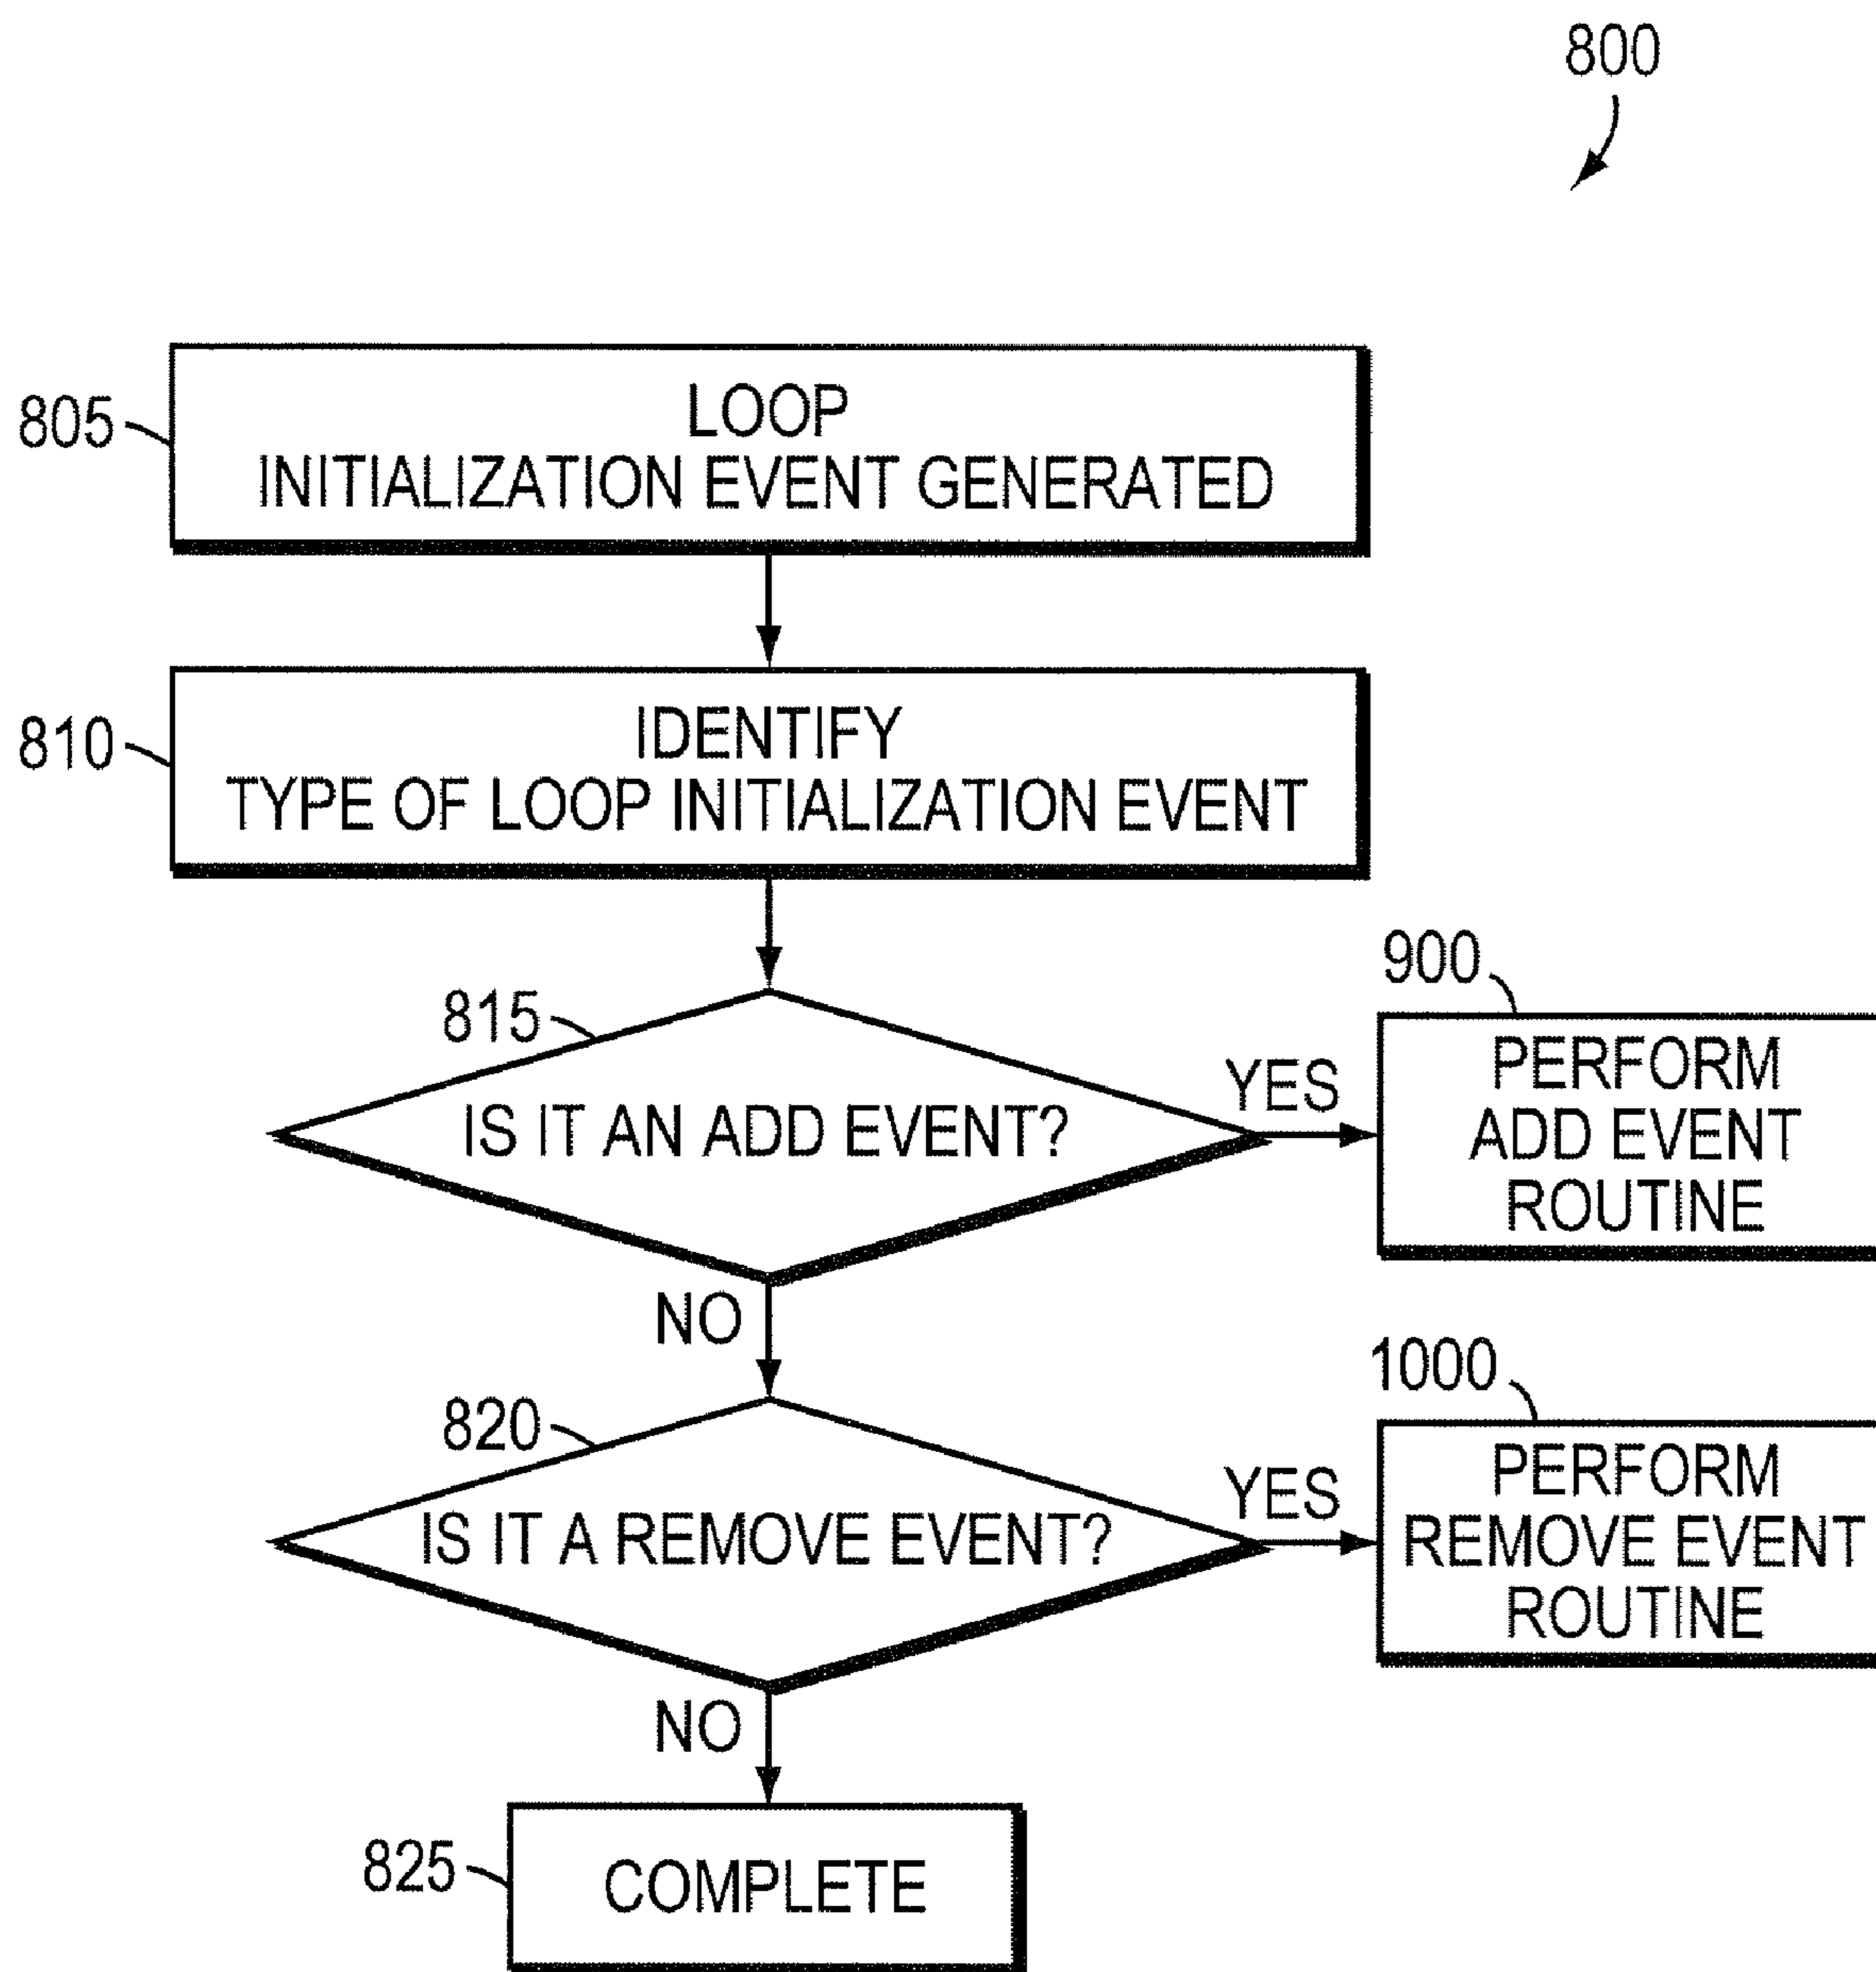 800
805
LOOP
INITIALIZATION EVENT GENERATED
810
IDENTIFY
TYPE OF LOOP INITIALIZATION EVENT
815
IS IT AN ADD EVENT?
YES
900
PERFORM
ADD EVENT
ROUTINE
NO
820
IS IT A REMOVE EVENT?
YES
1000
PERFORM
REMOVE EVENT
ROUTINE
NO
825
COMPLETE